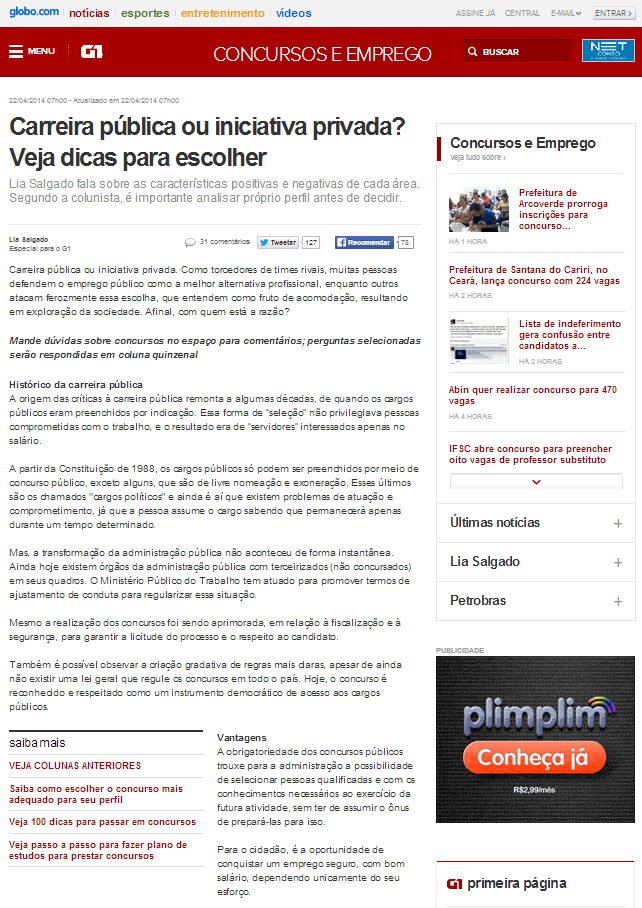 globo.com notícias esportes entretenimento vídeos ASSINE JÁ CENTRAL E-MAIL ENTRAR ›
MENU G1 CONCURSOS E EMPREGO BUSCAR NET
COMBO
22/04/2014 07h00 - Atualizado em 22/04/2014 07h00
Carreira pública ou iniciativa privada?
Veja dicas para escolher
Lia Salgado fala sobre as características positivas e negativas de cada área.
Segundo a colunista, é importante analisar próprio perfil antes de decidir.
Lia Salgado
Especial para o G1
31 comentários Tweetar 127 Recomendar 78
Carreira pública ou iniciativa privada. Como torcedores de times rivais, muitas pessoas
defendem o emprego público como a melhor alternativa profissional, enquanto outros
atacam ferozmente essa escolha, que entendem como fruto de acomodação, resultando
em exploração da sociedade. Afinal, com quem está a razão?
Mande dúvidas sobre concursos no espaço para comentários; perguntas selecionadas
serão respondidas em coluna quinzenal
Histórico da carreira pública
A origem das críticas à carreira pública remonta a algumas décadas, de quando os cargos
públicos eram preenchidos por indicação. Essa forma de "seleção" não privilegiava pessoas
comprometidas com o trabalho, e o resultado era de "servidores" interessados apenas no
salário.
A partir da Constituição de 1988, os cargos públicos só podem ser preenchidos por meio de
concurso público, exceto alguns, que são de livre nomeação e exoneração. Esses últimos
são os chamados "cargos políticos" e ainda é aí que existem problemas de atuação e
comprometimento, já que a pessoa assume o cargo sabendo que permanecerá apenas
durante um tempo determinado.
Mas, a transformação da administração pública não aconteceu de forma instantânea.
Ainda hoje existem órgãos da administração pública com terceirizados (não concursados)
em seus quadros. O Ministério Público do Trabalho tem atuado para promover termos de
ajustamento de conduta para regularizar essa situação.
Mesmo a realização dos concursos foi sendo aprimorada, em relação à fiscalização e à
segurança, para garantir a licitude do processo e o respeito ao candidato.
Também é possível observar a criação gradativa de regras mais claras, apesar de ainda
não existir uma lei geral que regule os concursos em todo o país. Hoje, o concurso é
reconhecido e respeitado como um instrumento democrático de acesso aos cargos
públicos.
saiba mais
VEJA COLUNAS ANTERIORES
Saiba como escolher o concurso mais
adequado para seu perfil
Veja 100 dicas para passar em concursos
Veja passo a passo para fazer plano de
estudos para prestar concursos
Vantagens
A obrigatoriedade dos concursos públicos
trouxe para a administração a possibilidade
de selecionar pessoas qualificadas e com os
conhecimentos necessários ao exercício da
futura atividade, sem ter de assumir o ônus
de prepará-las para isso.
Para o cidadão, é a oportunidade de
conquistar um emprego seguro, com bom
salário, dependendo unicamente do seu
esforço.
Concursos e Emprego
veja tudo sobre ›
Prefeitura de
Arcoverde prorroga
inscrições para
concurso...
HÁ 1 HORA
Prefeitura de Santana do Cariri, no
Ceará, lança concurso com 224 vagas
HÁ 2 HORAS
Lista de indeferimento
gera confusão entre
candidatos a...
HÁ 2 HORAS
Abin quer realizar concurso para 470
vagas
HÁ 4 HORAS
IFSC abre concurso para preencher
oito vagas de professor substituto
Últimas notícias +
Lia Salgado +
Petrobras +
PUBLICIDADE
plimplim
Conheça já
R$2,99/mês
G1 primeira página